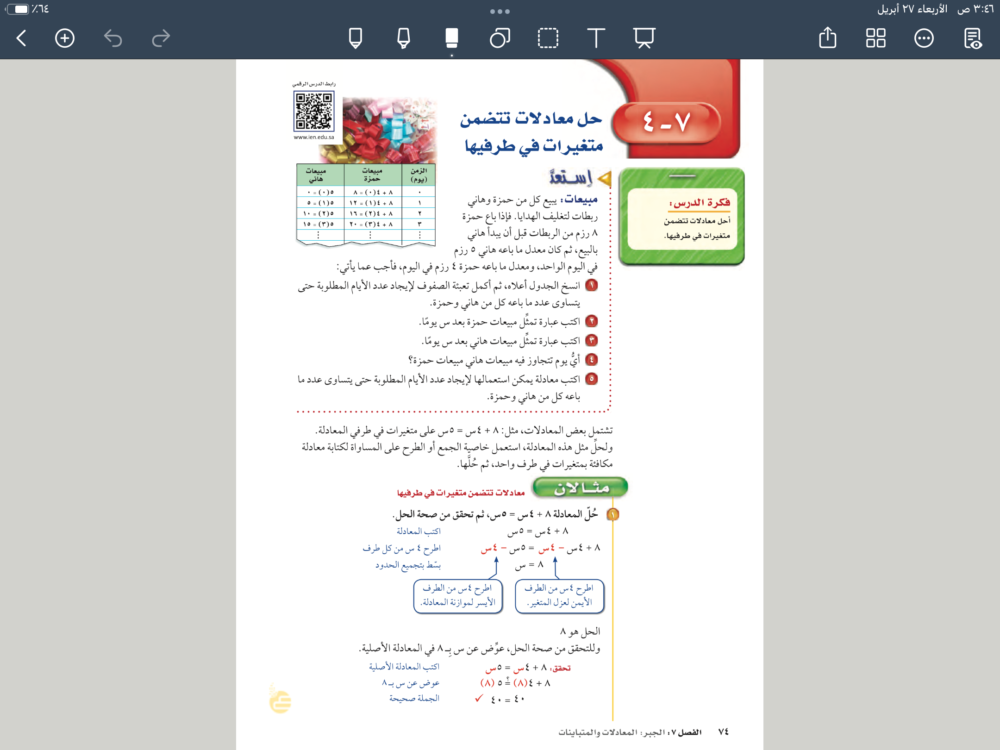 ٣:٤٦ ص الأربعاء ٢٧ أبريل
٪٦٤
رابط الدرس الرقمي
www.ien.edu.sa
٧-٤
حل معادلات تتضمن
متغيرات في طرفيها
فكرة الدرس:
أحل معادلات تتضمن
متغيرات في طرفيها.
إستعدَّ
الزمن (يوم) مبيعات حمزة مبيعات هاني
٠ ٨ + ٤(٠) = ٨ ٥(٠) = ٠
١ ٨ + ٤(١) = ١٢ ٥(١) = ٥
٢ ٨ + ٤(٢) = ١٦ ٥(٢) = ١٠
٣ ٨ + ٤(٣) = ٢٠ ٥(٣) = ١٥
⋮ ⋮ ⋮
مبيعات: يبيع كل من حمزة وهاني
ربطات لتغليف الهدايا. فإذا باع حمزة
٨ رزم من الربطات قبل أن يبدأ هاني
بالبيع، ثم كان معدل ما باعه هاني ٥ رزم
في اليوم الواحد، ومعدل ما باعه حمزة ٤ رزم في اليوم، فأجب عما يأتي:
١ انسخ الجدول أعلاه، ثم أكمل تعبئة الصفوف لإيجاد عدد الأيام المطلوبة حتى
يتساوى عدد ما باعه كل من هاني وحمزة.
٢ اكتب عبارة تمثِّل مبيعات حمزة بعد س يومًا.
٣ اكتب عبارة تمثِّل مبيعات هاني بعد س يومًا.
٤ أيُّ يوم تتجاوز فيه مبيعات هاني مبيعات حمزة؟
٥ اكتب معادلة يمكن استعمالها لإيجاد عدد الأيام المطلوبة حتى يتساوى عدد ما
باعه كل من هاني وحمزة.
تشتمل بعض المعادلات، مثل: ٨ + ٤س = ٥س على متغيرات في طرفي المعادلة.
ولحلِّ مثل هذه المعادلة، استعمل خاصية الجمع أو الطرح على المساواة لكتابة معادلة
مكافئة بمتغيرات في طرف واحد، ثم حُلَّها.
مثالان
معادلات تتضمن متغيرات في طرفيها
١ حُلّ المعادلة ٨ + ٤س = ٥س، ثم تحقق من صحة الحل.
٨ + ٤س = ٥س اكتب المعادلة
٨ + ٤س – ٤س = ٥س – ٤س اطرح ٤ س من كل طرف
٨ = س بسّط بتجميع الحدود
اطرح ٤س من الطرف
الأيمن لعزل المتغير.
اطرح ٤س من الطرف
الأيسر لموازنة المعادلة.
الحل هو ٨
وللتحقق من صحة الحل، عوِّض عن س بِـ ٨ في المعادلة الأصلية.
تحقق: ٨ + ٤س = ٥س اكتب المعادلة الأصلية
٨ + ٤(٨) ≟ ٥ (٨) عوض عن س بـ ٨
٤٠ = ٤٠ ✓ الجملة صحيحة
٧٤ الفصل ٧: الجبر: المعادلات والمتباينات